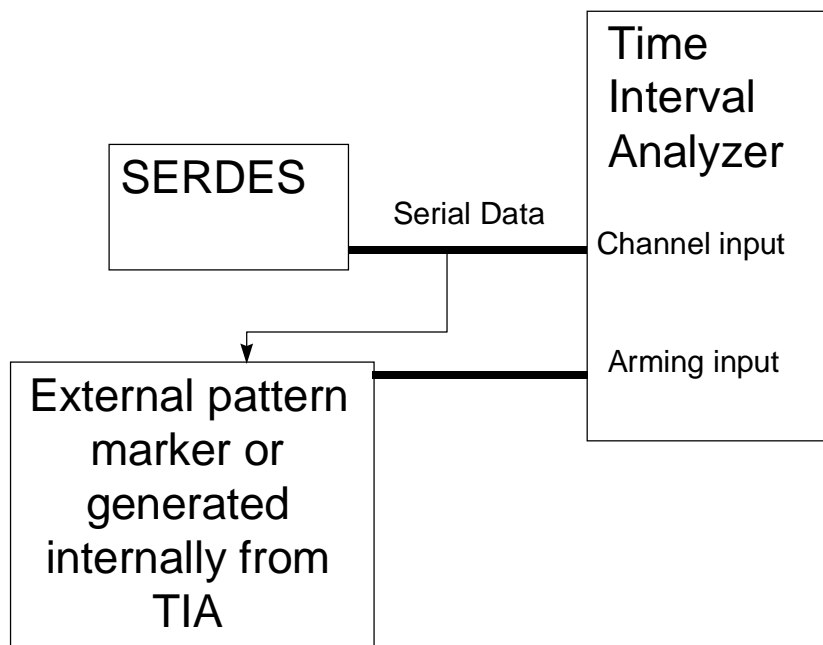 Time
Interval
Analyzer
SERDES
Serial Data
Channel input
Arming input
External pattern
marker or
generated
internally from
TIA